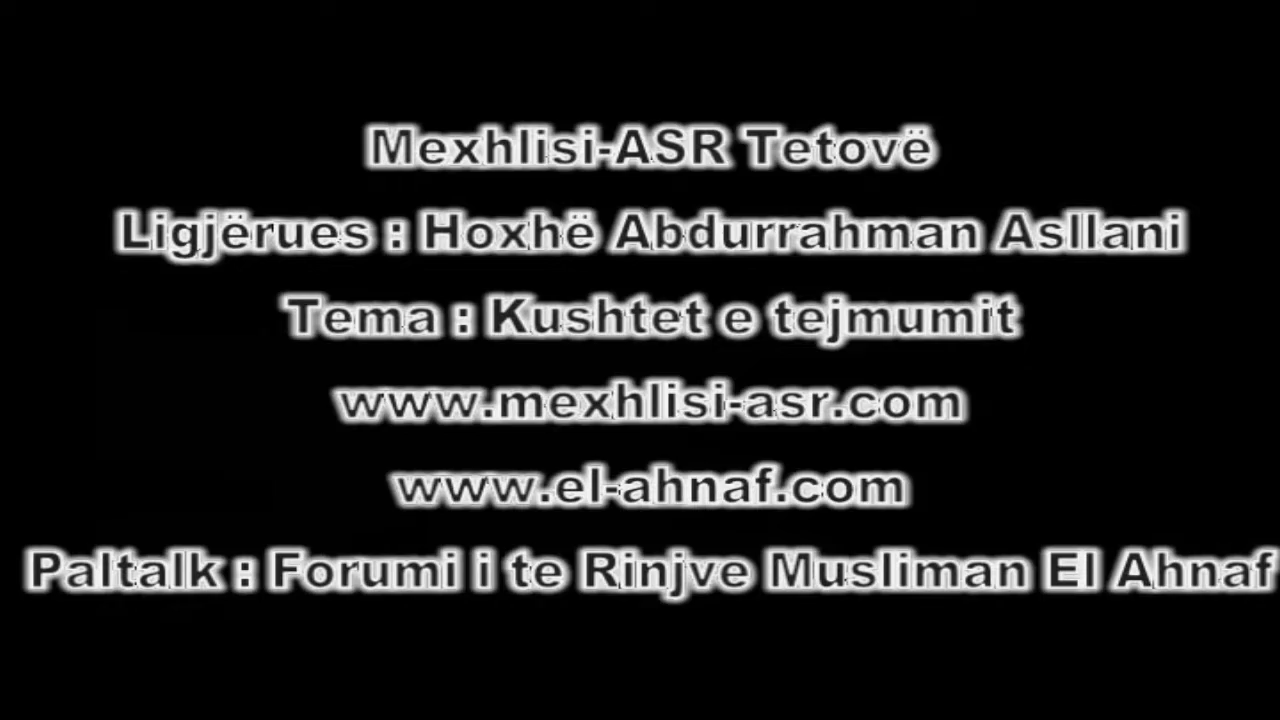 Mexhlisi-ASR Tetovë
Ligjërues : Hoxhë Abdurrahman Asllani
Tema : Kushtet e tejmumit
www.mexhlisi-asr.com
www.el-ahnaf.com
Paltalk : Forumi i te Rinjve Musliman El Ahnaf